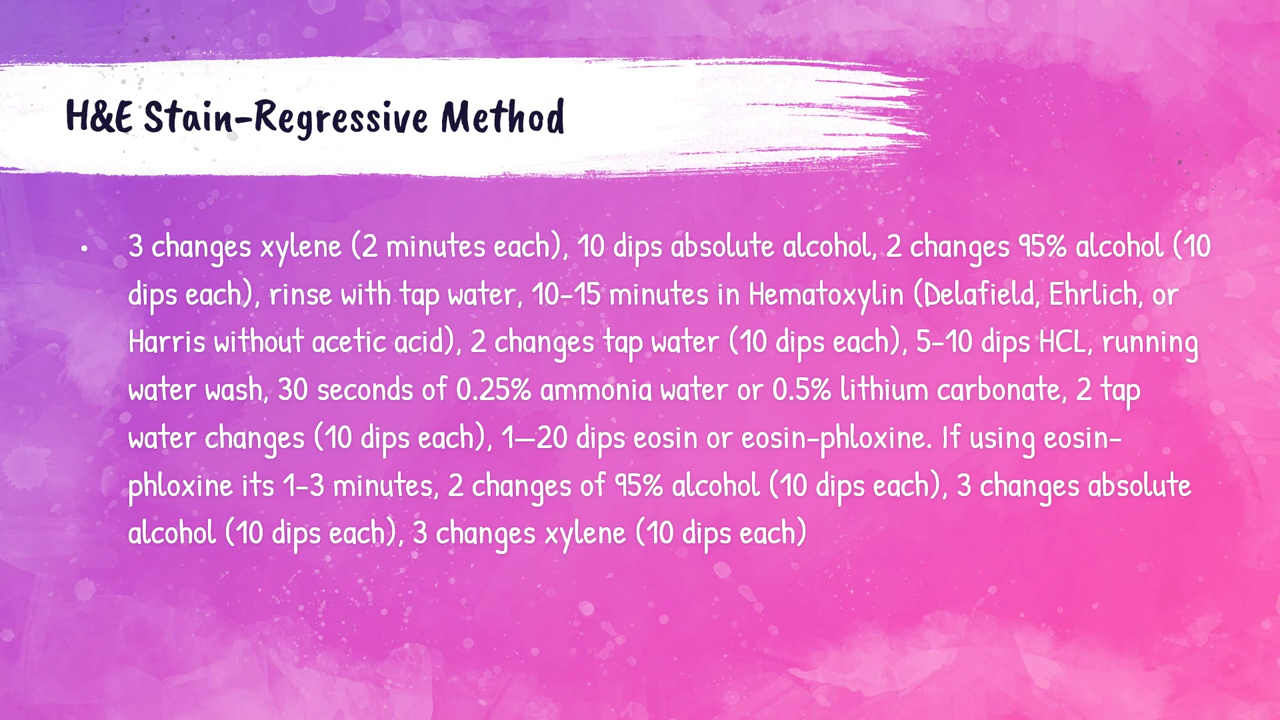 H&E Stain-Regressive Method
• 3 changes xylene (2 minutes each), 10 dips absolute alcohol, 2 changes 95% alcohol (10
dips each), rinse with tap water, 10-15 minutes in Hematoxylin (Delafield, Ehrlich, or
Harris without acetic acid), 2 changes tap water (10 dips each), 5-10 dips HCL, running
water wash, 30 seconds of 0.25% ammonia water or 0.5% lithium carbonate, 2 tap
water changes (10 dips each), 1—20 dips eosin or eosin-phloxine. If using eosin-
phloxine its 1-3 minutes, 2 changes of 95% alcohol (10 dips each), 3 changes absolute
alcohol (10 dips each), 3 changes xylene (10 dips each)